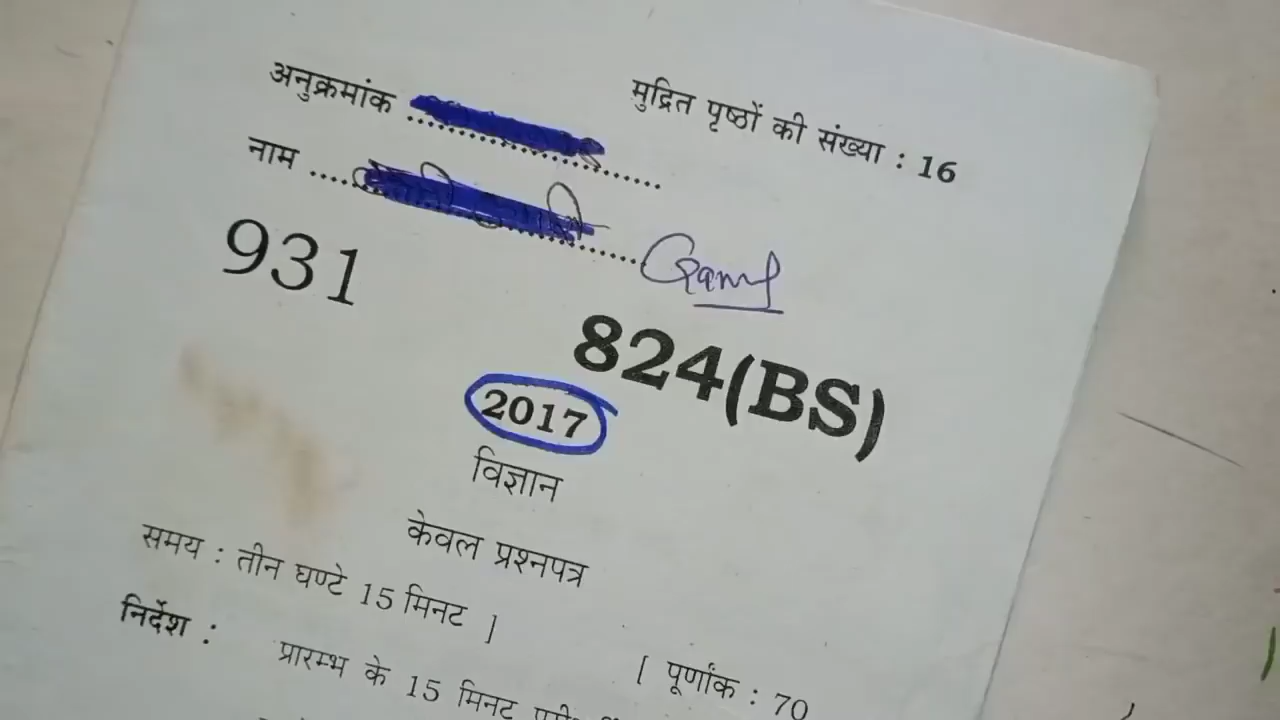 अनुक्रमांक ........................ मुद्रित पृष्ठों की संख्या : 16
नाम ................................
931
824(BS)
2017
विज्ञान
केवल प्रश्नपत्र
समय : तीन घण्टे 15 मिनट ]
[ पूर्णांक : 70
निर्देश : प्रारम्भ के 15 मिनट